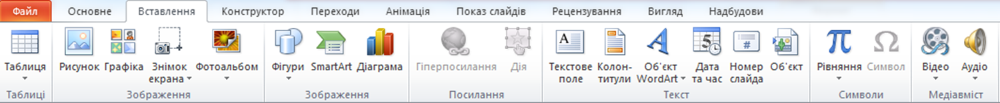 Файл Основне Вставлення Конструктор Переходи Анімація Показ слайдів Рецензування Вигляд Надбудови
Таблиця Рисунок Графіка Знімок екрана Фотоальбом Фігури SmartArt Діаграма Гіперпосилання Дія Текстове поле Колон- титули Об'єкт WordArt Дата та час Номер слайда Об'єкт Рівняння Символ Відео Аудіо
Таблиці Зображення Зображення Посилання Текст Символи Медіавміст